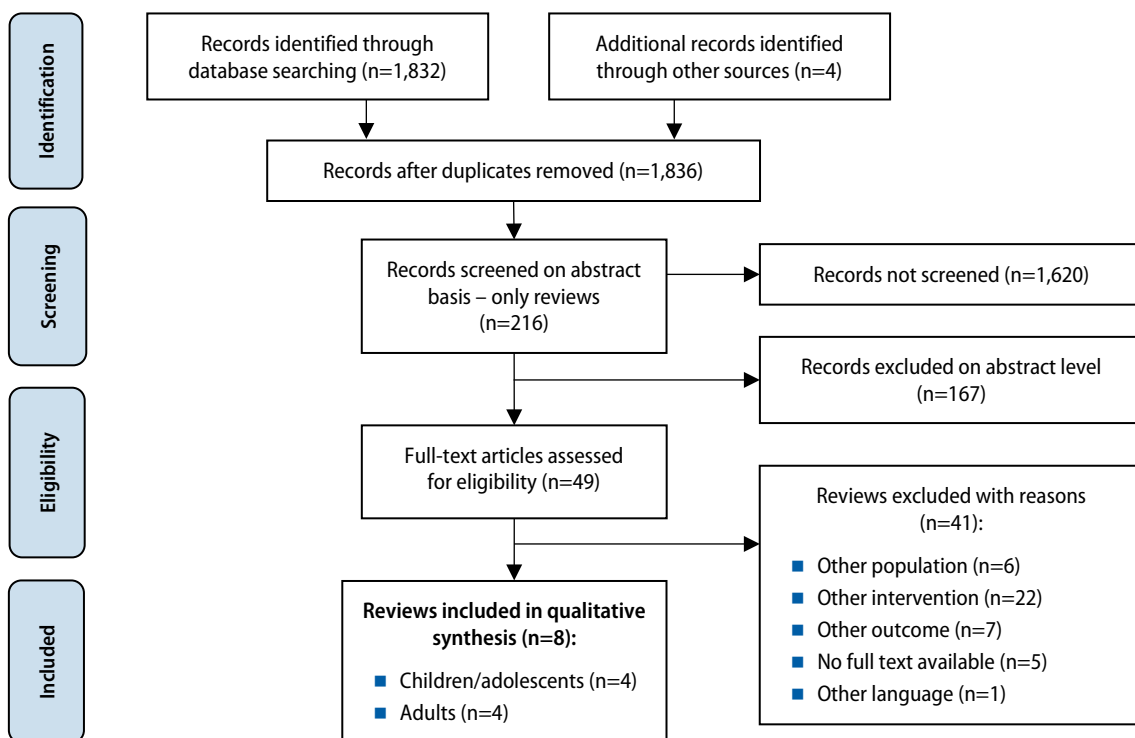 Identification
Records identified through
database searching (n=1,832)
Additional records identified
through other sources (n=4)
Records after duplicates removed (n=1,836)
Screening
Records screened on abstract
basis – only reviews
(n=216)
Records not screened (n=1,620)
Records excluded on abstract level
(n=167)
Eligibility
Full-text articles assessed
for eligibility (n=49)
Reviews excluded with reasons
(n=41):
Other population (n=6)
Other intervention (n=22)
Other outcome (n=7)
No full text available (n=5)
Other language (n=1)
Included
Reviews included in qualitative
synthesis (n=8):
Children/adolescents (n=4)
Adults (n=4)